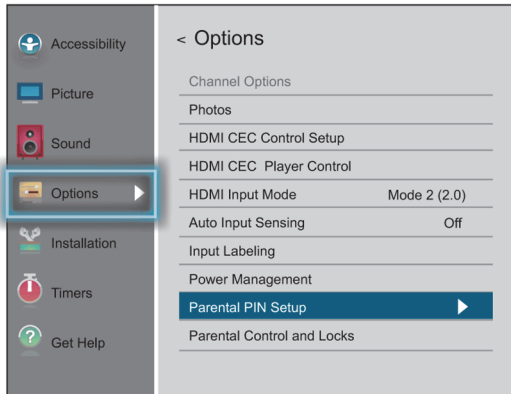 Accessibility
Picture
Sound
Options
Installation
Timers
Get Help
< Options
Channel Options
Photos
HDMI CEC Control Setup
HDMI CEC Player Control
HDMI Input Mode Mode 2 (2.0)
Auto Input Sensing Off
Input Labeling
Power Management
Parental PIN Setup
Parental Control and Locks